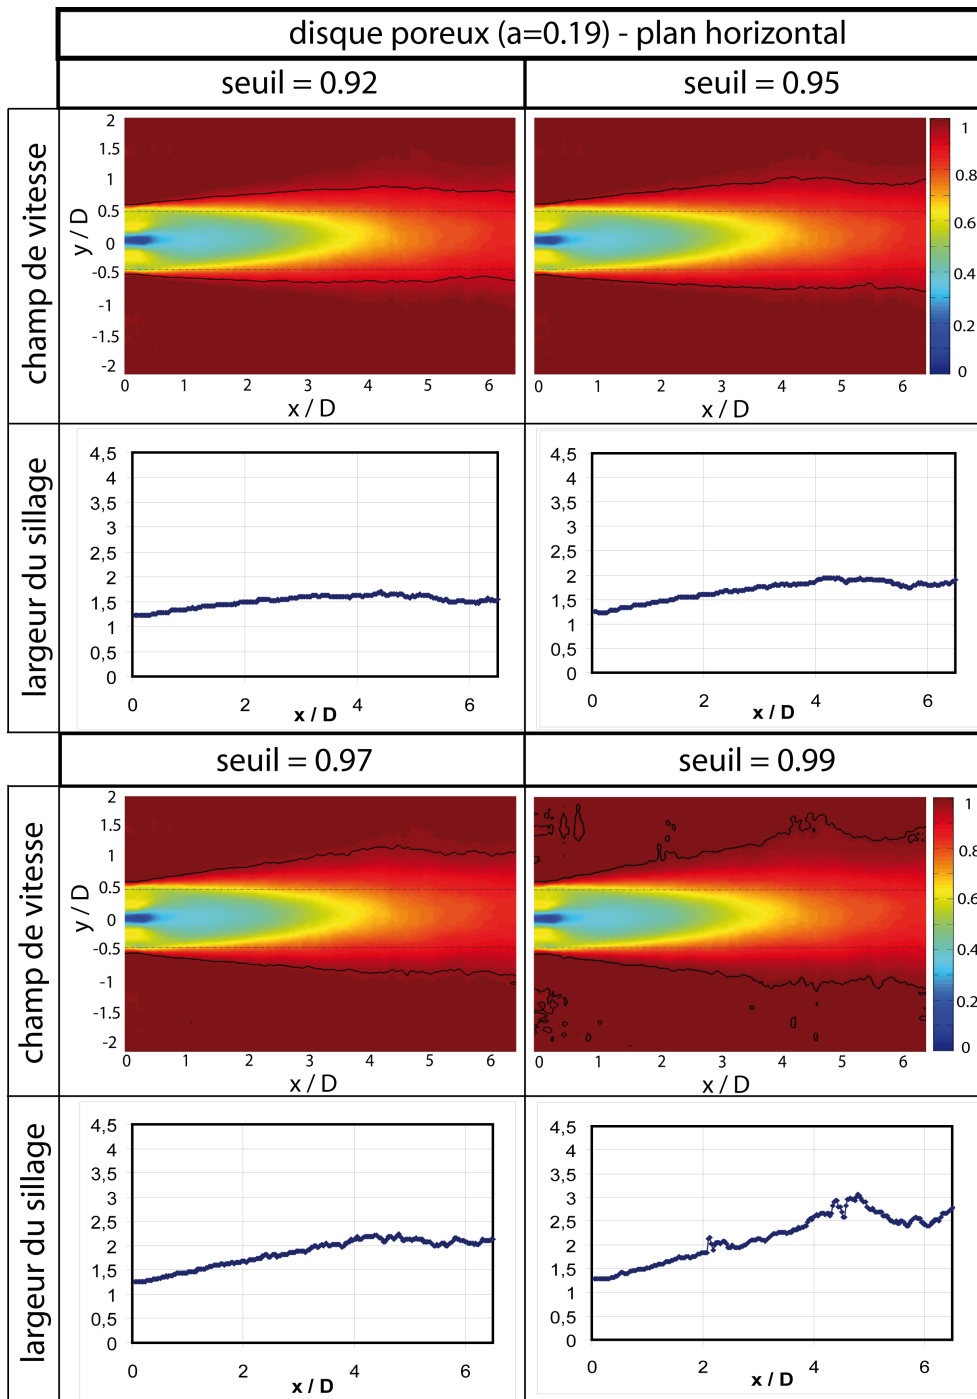 disque poreux (a=0.19) - plan horizontal
seuil = 0.92
seuil = 0.95
champ de vitesse
2
1.5
1
0.5
0
-0.5
-1
-1.5
-2
y / D
0 1 2 3 4 5 6
x / D
0 1 2 3 4 5 6
x / D
1
0.8
0.6
0.4
0.2
0
largeur du sillage
4,5
4
3,5
3
2,5
2
1,5
1
0,5
0
0 2 4 6
x / D
4,5
4
3,5
3
2,5
2
1,5
1
0,5
0
0 2 4 6
x / D
seuil = 0.97
seuil = 0.99
champ de vitesse
2
1.5
1
0.5
0
-0.5
-1
-1.5
-2
y / D
0 1 2 3 4 5 6
x / D
0 1 2 3 4 5 6
x / D
1
0.8
0.6
0.4
0.2
0
largeur du sillage
4,5
4
3,5
3
2,5
2
1,5
1
0,5
0
0 2 4 6
x / D
4,5
4
3,5
3
2,5
2
1,5
1
0,5
0
0 2 4 6
x / D